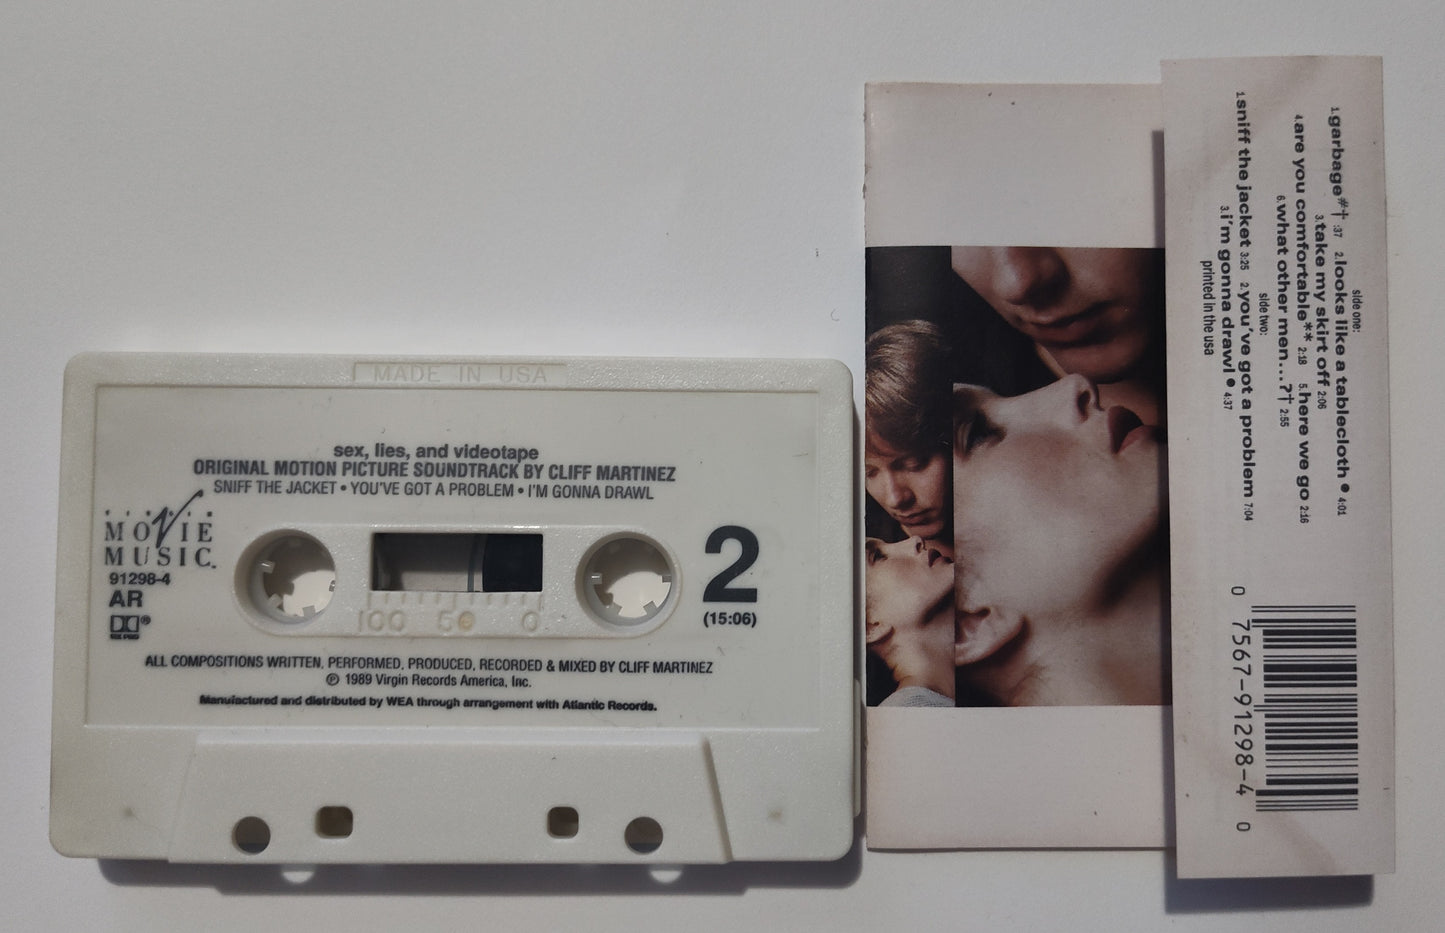 MADE IN USA
sex, lies, and videotape
ORIGINAL MOTION PICTURE SOUNDTRACK BY CLIFF MARTINEZ
SNIFF THE JACKET • YOU'VE GOT A PROBLEM • I'M GONNA DRAWL
MOVIE
MUSIC.
91298-4
AR
2
(15:06)
100 50 0
ALL COMPOSITIONS WRITTEN, PERFORMED, PRODUCED, RECORDED & MIXED BY CLIFF MARTINEZ
℗ 1989 Virgin Records America, Inc.
Manufactured and distributed by WEA through arrangement with Atlantic Records.
side one:
1.garbage#† :37 2.looks like a tablecloth • 4:01
3.take my skirt off 2:06
4.are you comfortable** 2:18 5.here we go 2:16
6.what other men...?† 2:55
side two:
1.sniff the jacket 3:25 2.you've got a problem 7:04
3.i'm gonna drawl • 4:37
printed in the usa
0 7567-91298-4 0